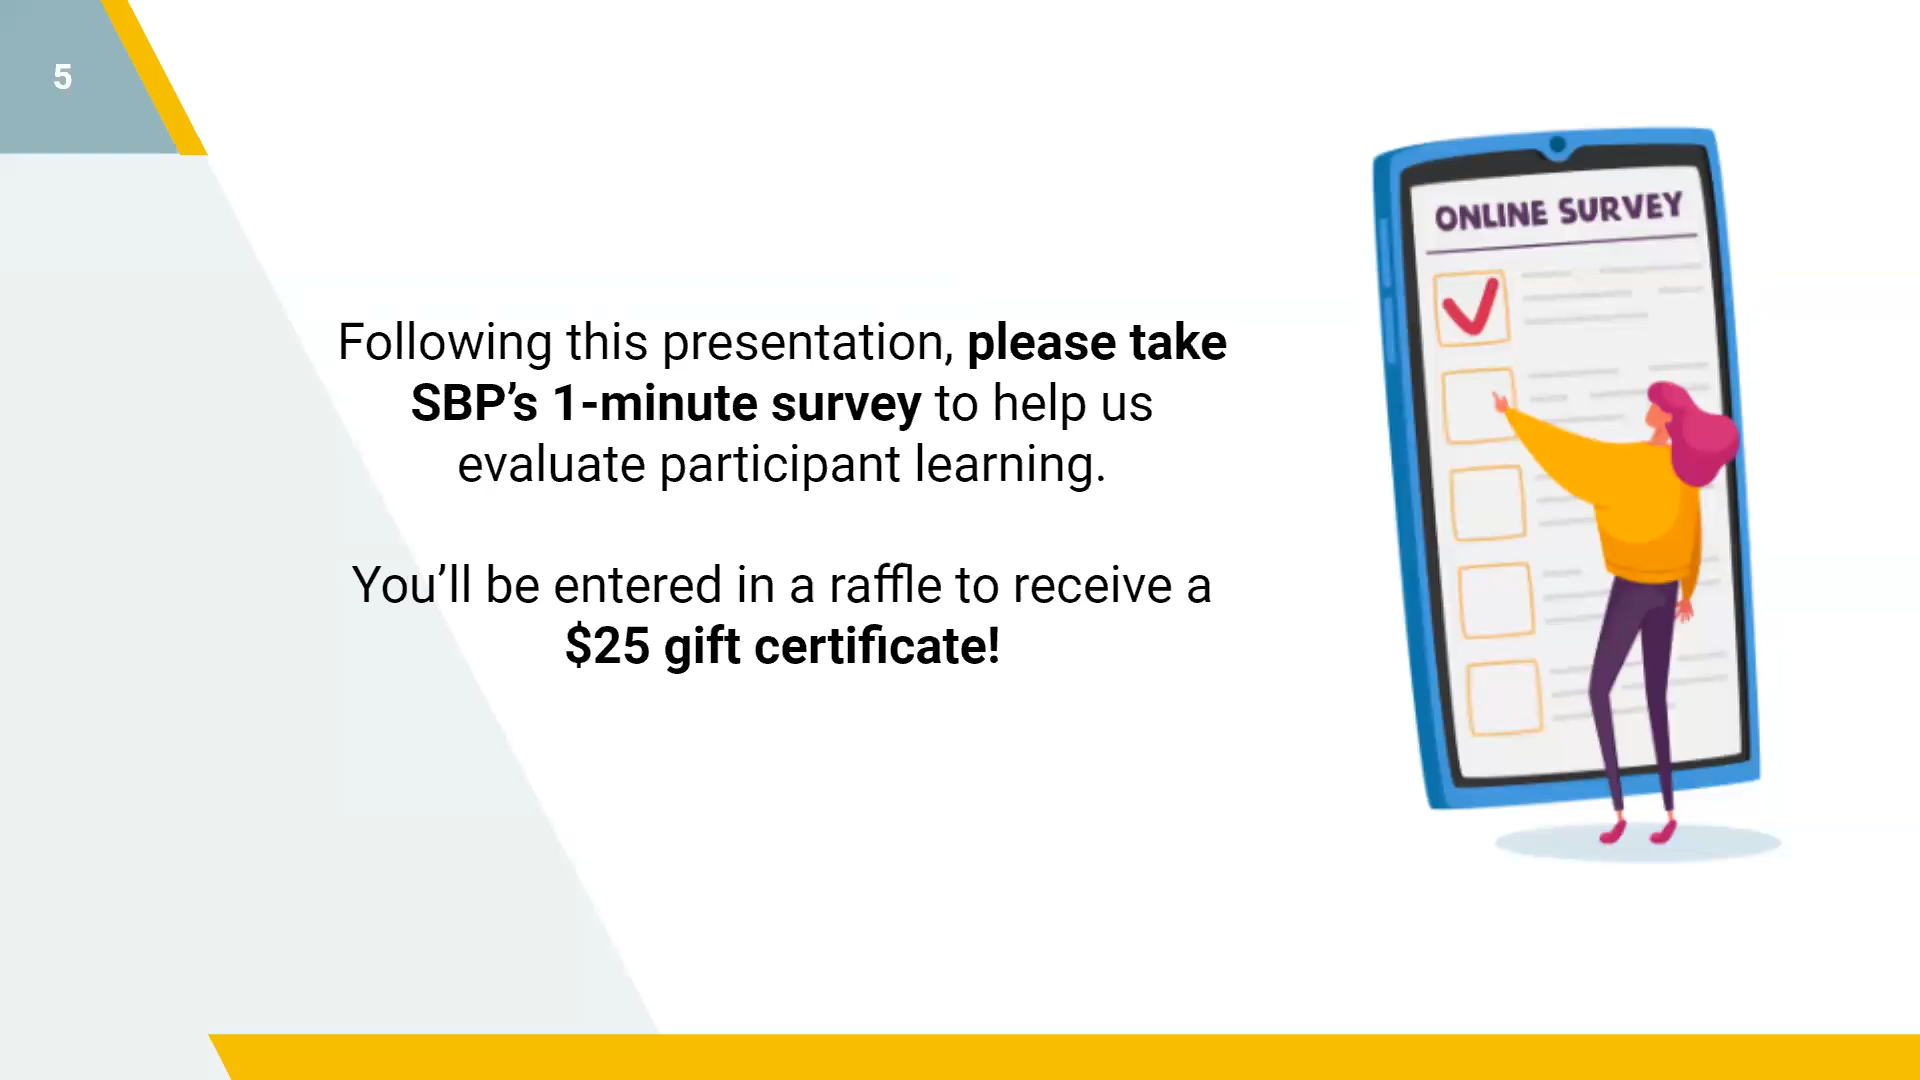 5
Following this presentation, please take
SBP’s 1-minute survey to help us
evaluate participant learning.
You’ll be entered in a raffle to receive a
$25 gift certificate!
ONLINE SURVEY